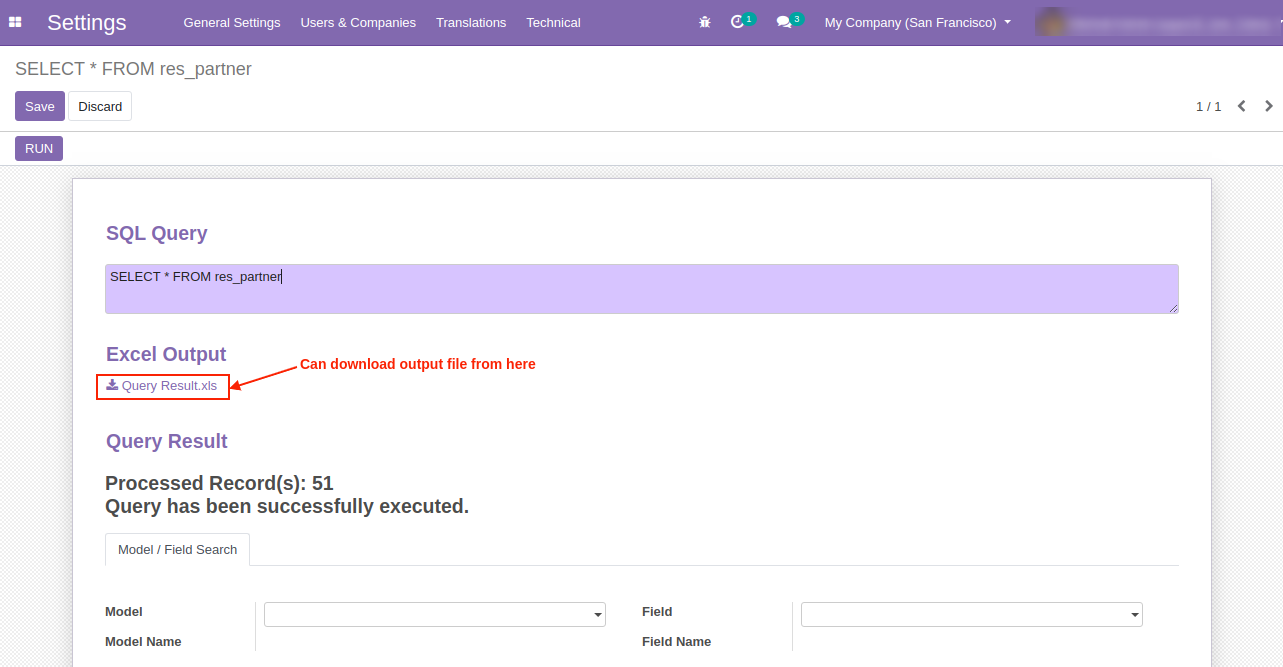 Settings General Settings Users & Companies Translations Technical 1 3 My Company (San Francisco)
SELECT * FROM res_partner
Save Discard 1 / 1
RUN
SQL Query
SELECT * FROM res_partner
Excel Output
Can download output file from here
Query Result.xls
Query Result
Processed Record(s): 51
Query has been successfully executed.
Model / Field Search
Model Field
Model Name Field Name